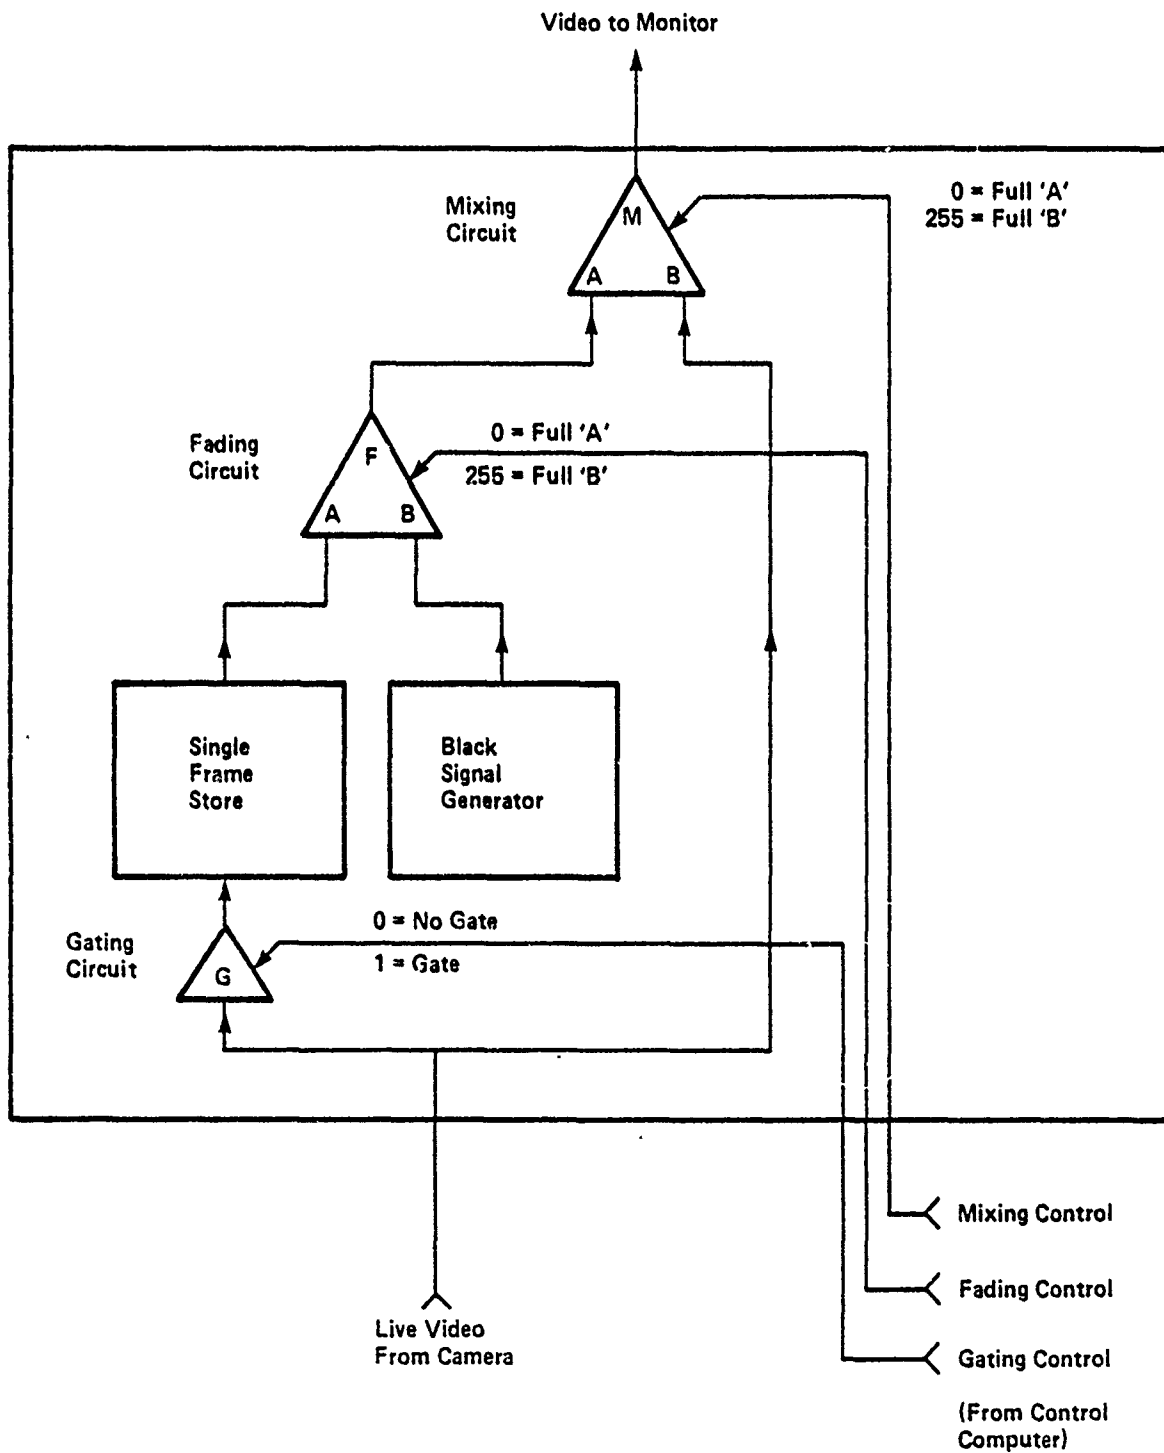 Video to Monitor
Mixing
Circuit
M
A B
0 = Full 'A'
255 = Full 'B'
Fading
Circuit
F
A B
0 = Full 'A'
255 = Full 'B'
Single
Frame
Store
Black
Signal
Generator
Gating
Circuit
G
0 = No Gate
1 = Gate
Live Video
From Camera
Mixing Control
Fading Control
Gating Control
(From Control
Computer)